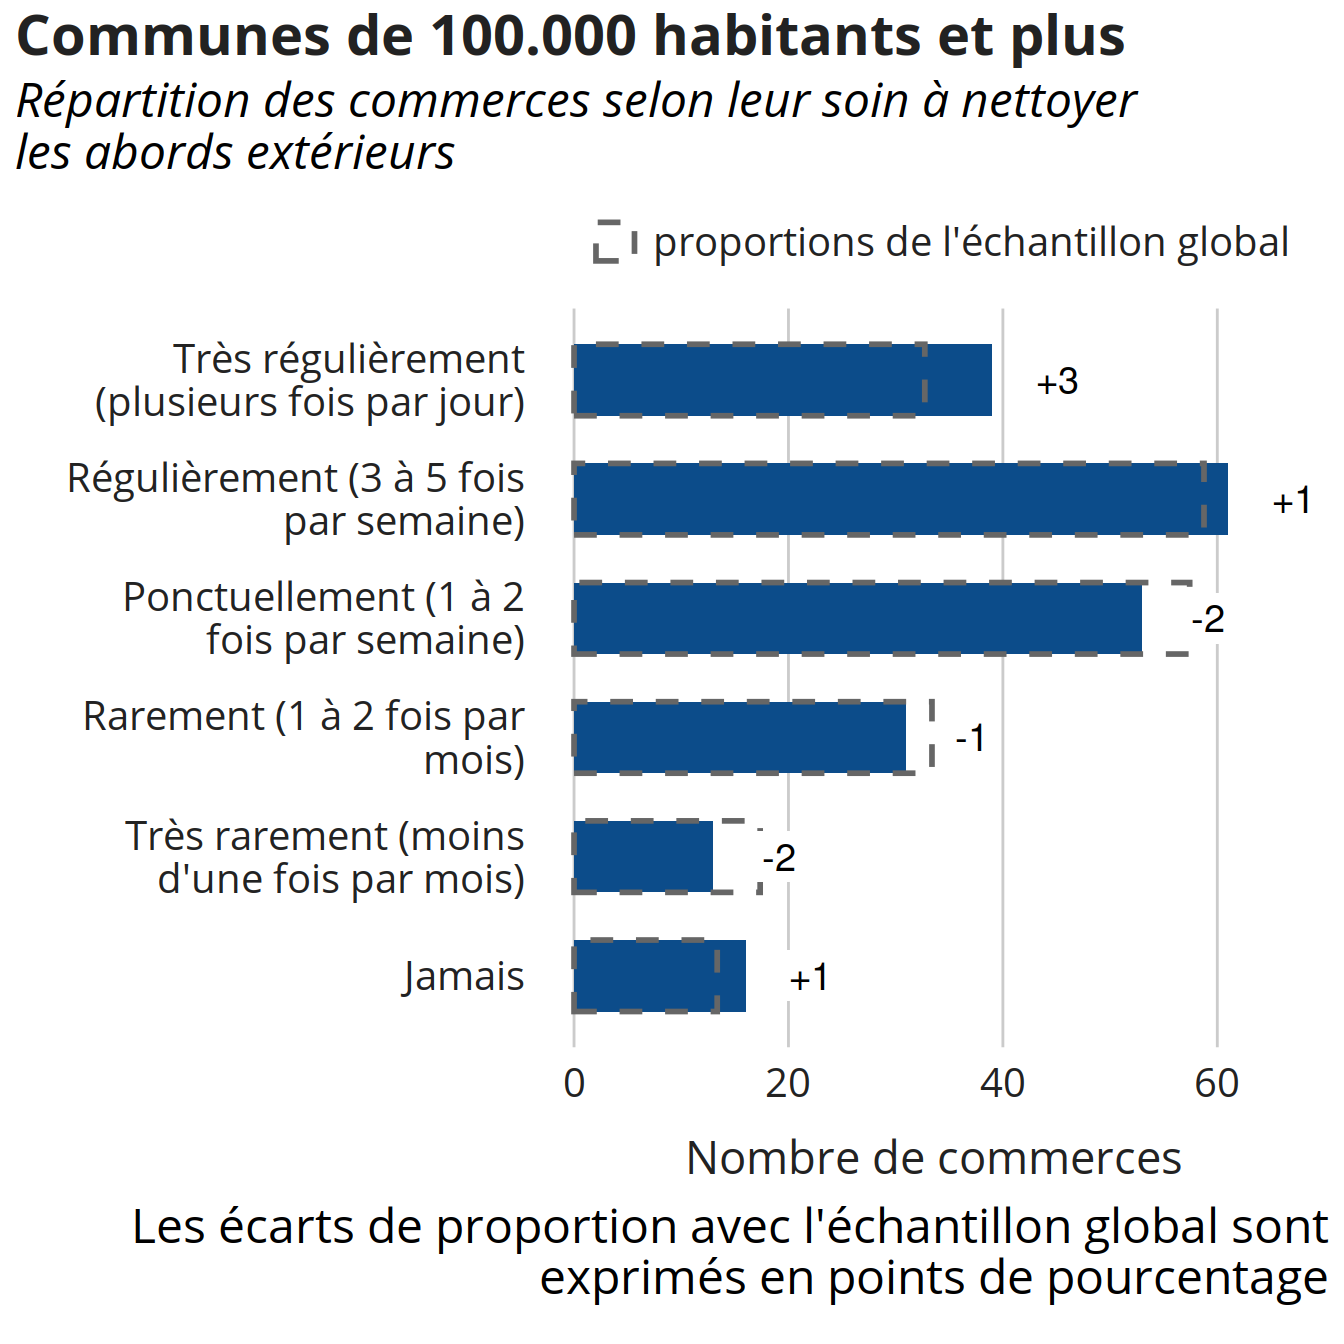 Communes de 100.000 habitants et plus
Répartition des commerces selon leur soin à nettoyer
les abords extérieurs
proportions de l'échantillon global
Très régulièrement
(plusieurs fois par jour)
+3
Régulièrement (3 à 5 fois
par semaine)
+1
Ponctuellement (1 à 2
fois par semaine)
-2
Rarement (1 à 2 fois par
mois)
-1
Très rarement (moins
d'une fois par mois)
-2
Jamais
+1
0 20 40 60
Nombre de commerces
Les écarts de proportion avec l'échantillon global sont
exprimés en points de pourcentage